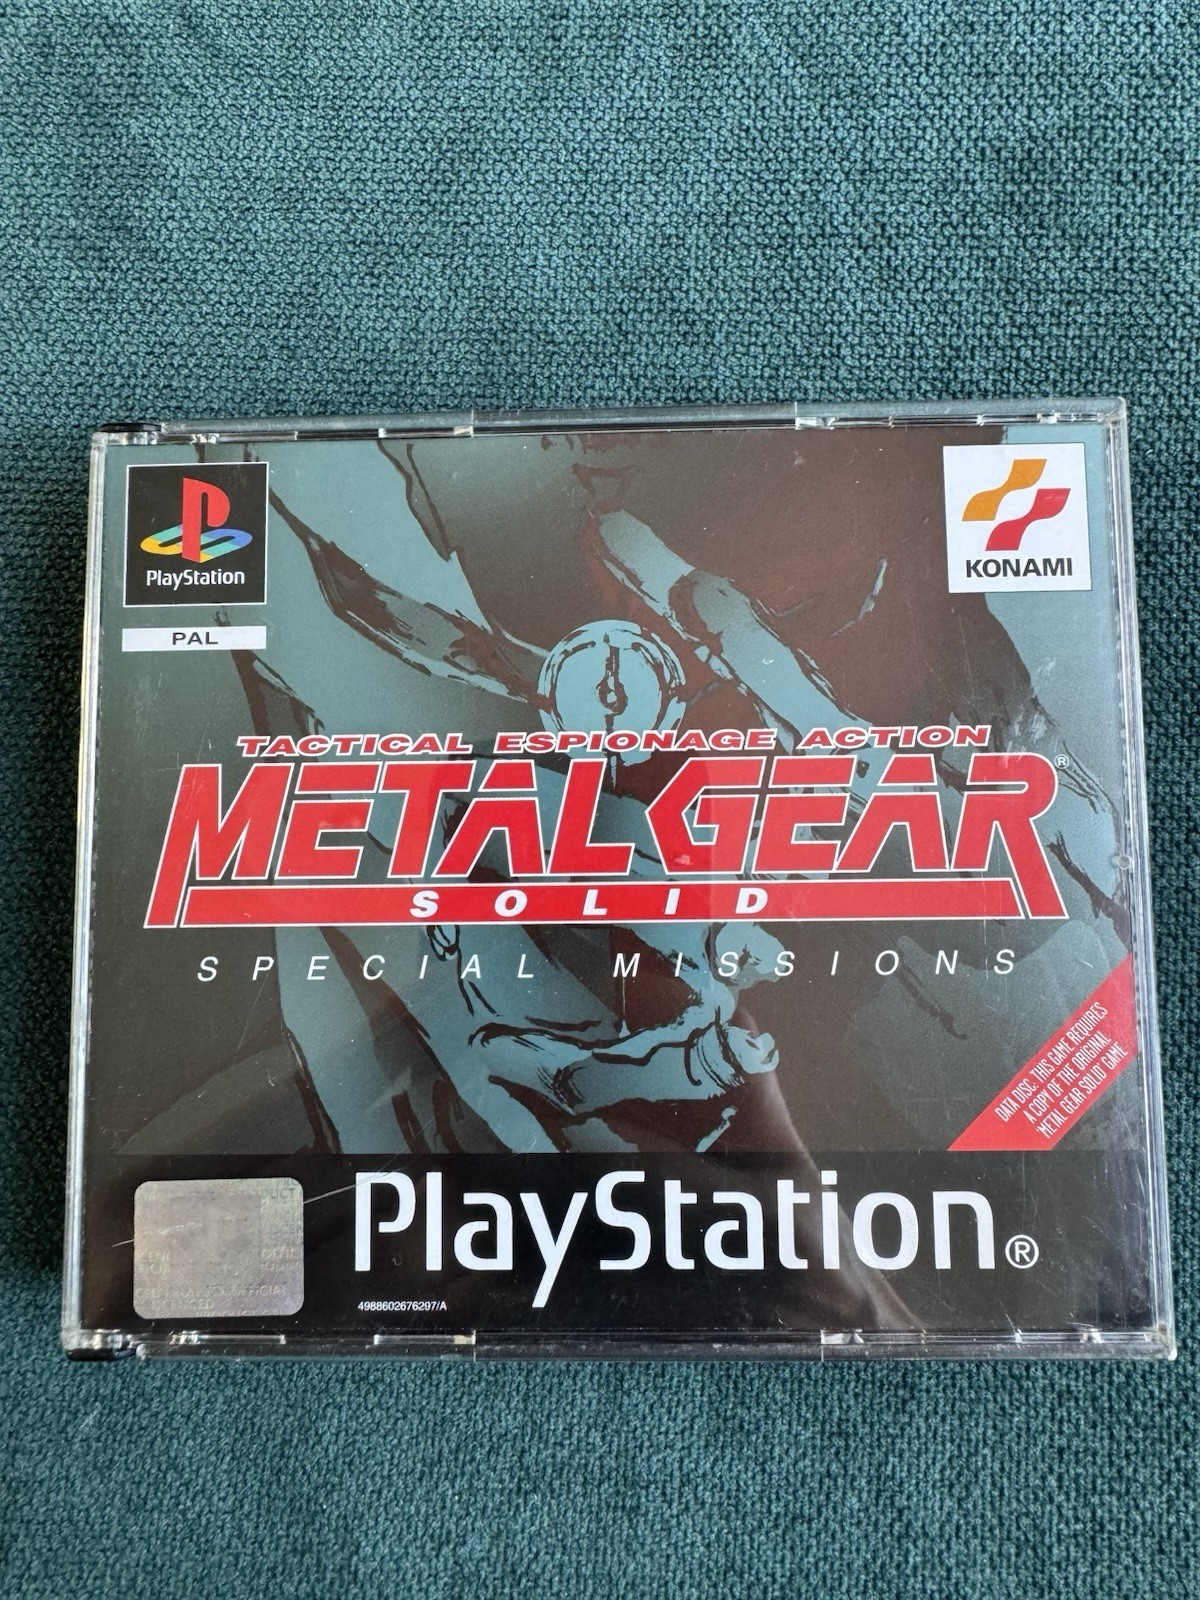 PlayStation
PAL
KONAMI
TACTICAL ESPIONAGE ACTION
METAL GEAR®
SOLID
SPECIAL MISSIONS
DATA DISC: THIS GAME REQUIRES
A COPY OF THE ORIGINAL
'METAL GEAR SOLID' GAME
PlayStation®
4988602676297/A